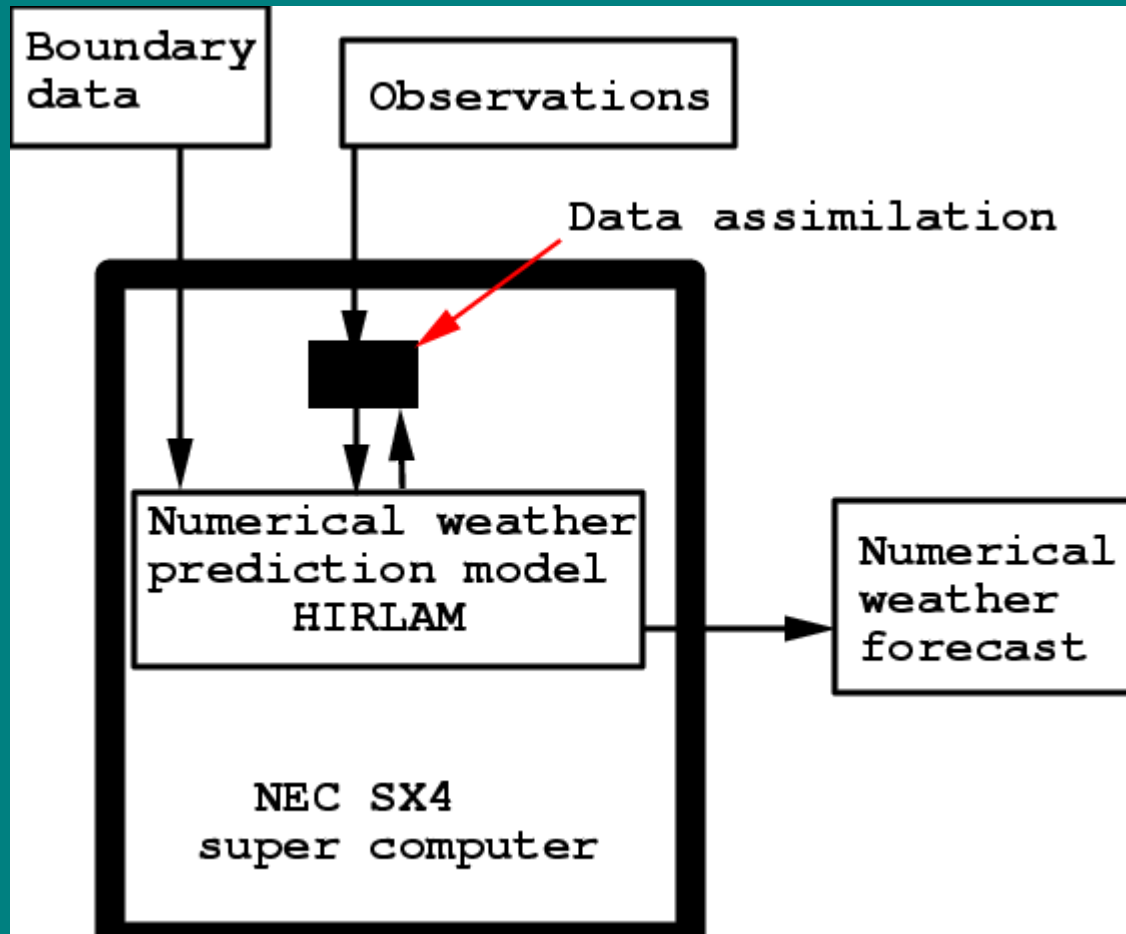 Boundary
data
Observations
Data assimilation
Numerical weather
prediction model
HIRLAM
Numerical
weather
forecast
NEC SX4
super computer